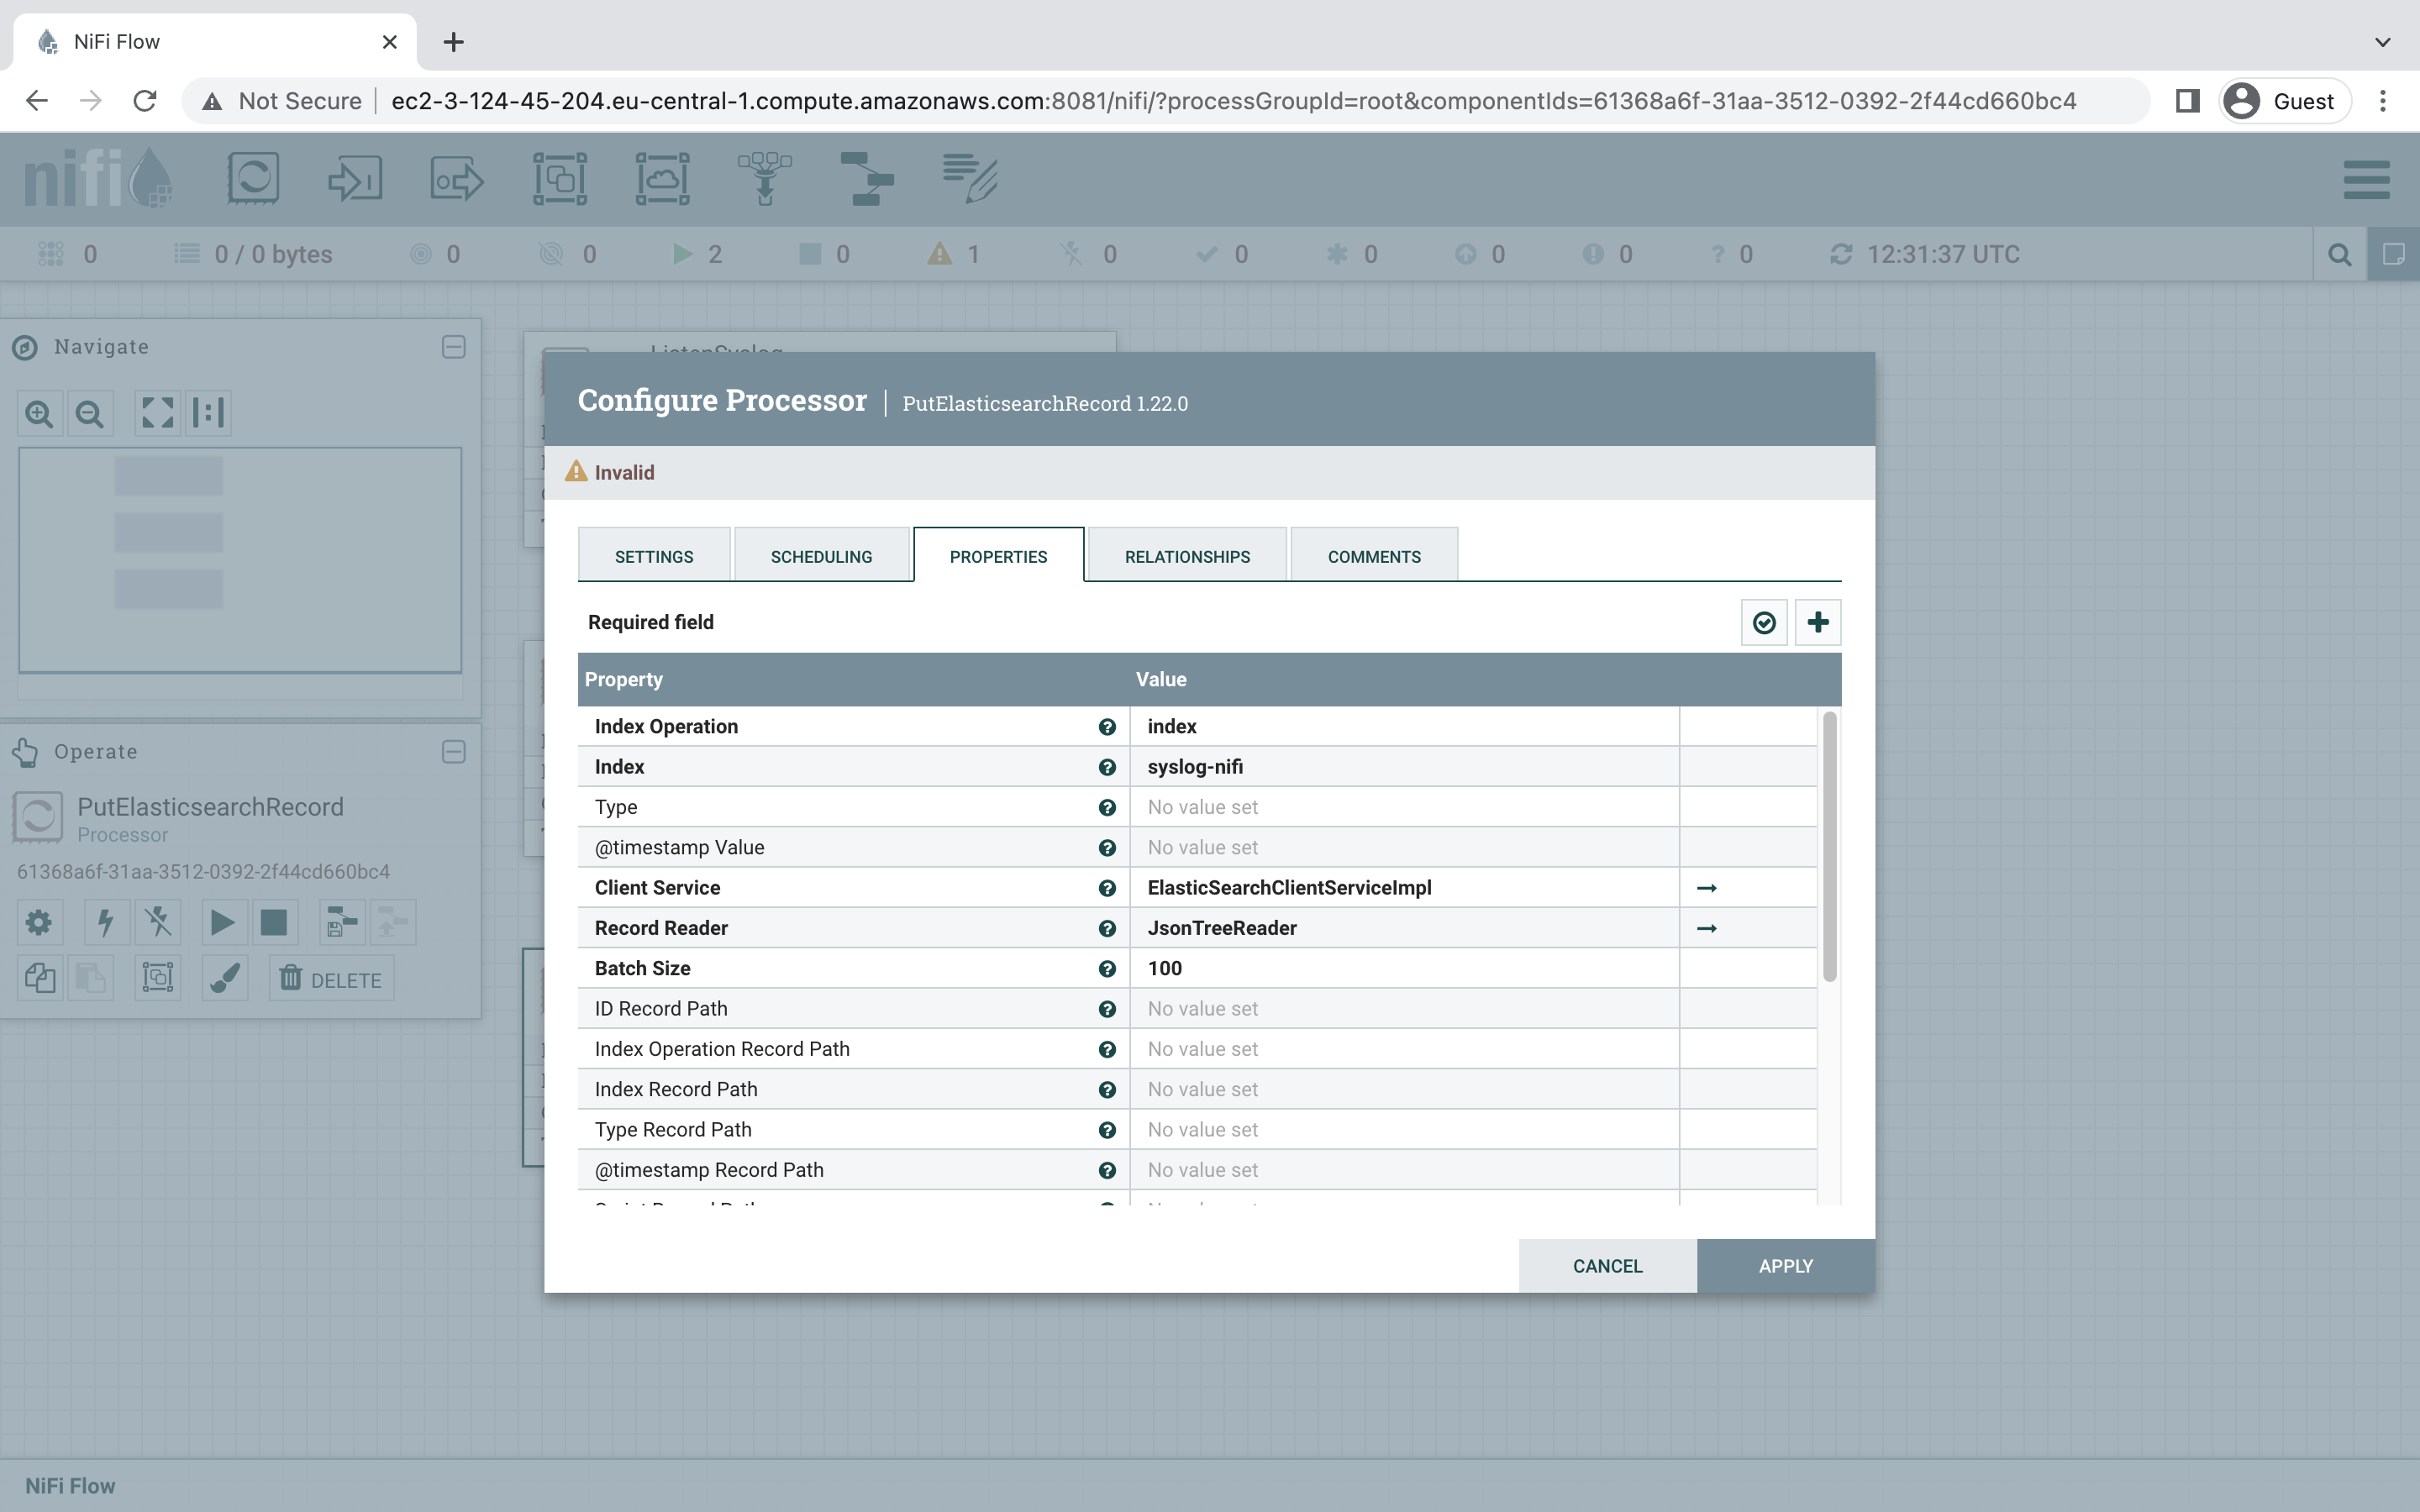 NiFi Flow
Not Secure
ec2-3-124-45-204.eu-central-1.compute.amazonaws.com:8081/nifi/?processGroupId=root&componentIds=61368a6f-31aa-3512-0392-2f44cd660bc4
Guest
nifi
0
0 / 0 bytes
0
0
2
0
1
0
0
0
0
0
0
12:31:37 UTC
Navigate
ListenSyslog
Operate
PutElasticsearchRecord
Processor
61368a6f-31aa-3512-0392-2f44cd660bc4
DELETE
Configure Processor | PutElasticsearchRecord 1.22.0
Invalid
SETTINGS
SCHEDULING
PROPERTIES
RELATIONSHIPS
COMMENTS
Required field
Property Value
Index Operation index
Index syslog-nifi
Type No value set
@timestamp Value No value set
Client Service ElasticSearchClientServiceImpl
Record Reader JsonTreeReader
Batch Size 100
ID Record Path No value set
Index Operation Record Path No value set
Index Record Path No value set
Type Record Path No value set
@timestamp Record Path No value set
CANCEL
APPLY
NiFi Flow